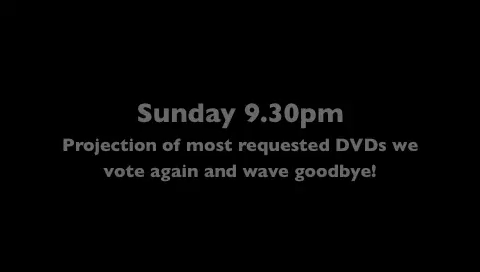 Sunday 9.30pm
Projection of most requested DVDs we
vote again and wave goodbye!